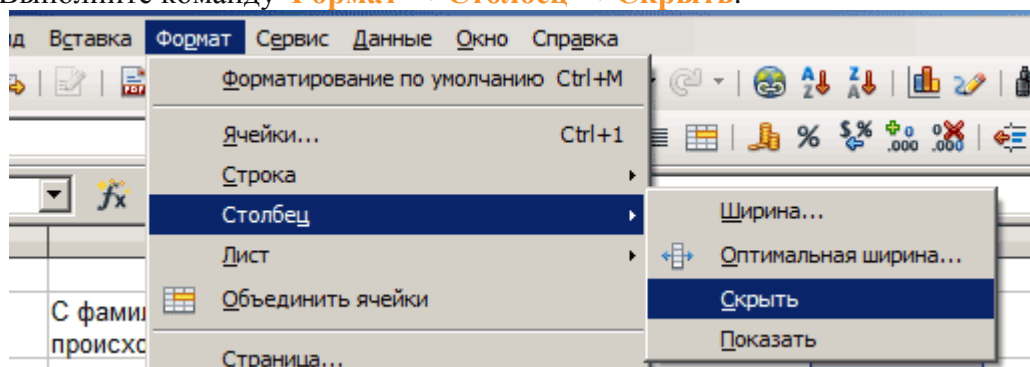 Выполните команду Формат → Столбец → Скрыть.
Вставка Формат Сервис Данные Окно Справка
Форматирование по умолчанию Ctrl+M
Ячейки... Ctrl+1
Строка
Столбец
Ширина...
Лист
Оптимальная ширина...
Объединить ячейки
Скрыть
С фамил
происхо
Показать
Страница...